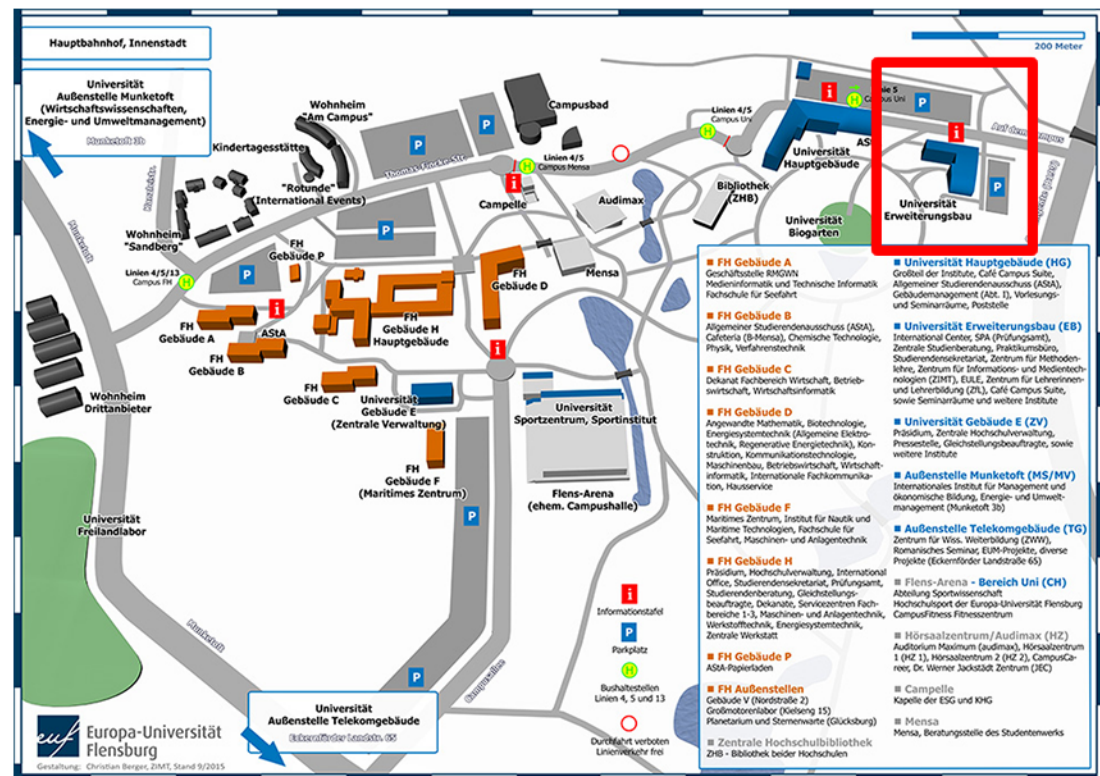 Hauptbahnhof, Innenstadt
200 Meter
Universität
Außenstelle Munketoft
(Wirtschaftswissenschaften,
Energie- und Umweltmanagement)
Munketoft 3b
Wohnheim
"Am Campus"
Campusbad
Kindertagesstätte
"Rotunde"
(International Events)
Thomas-Fincke-Str.
Linien 4/5
Campus Mensa
Linien 4/5
Campus Uni
Campus Uni
Auf dem Campus
Universität
Hauptgebäude
AStA
Universität
Erweiterungsbau
Universität
Biogarten
Bibliothek
(ZHB)
Audimax
Campelle
Mensa
Wohnheim
"Sandberg"
Linien 4/5/13
Campus FH
FH
Gebäude P
FH
Gebäude D
FH
Gebäude A
AStA
FH
Gebäude B
FH
Gebäude H
Hauptgebäude
FH
Gebäude C
Universität
Gebäude E
(Zentrale Verwaltung)
Universität
Sportzentrum, Sportinstitut
FH
Gebäude F
(Maritimes Zentrum)
Flens-Arena
(ehem. Campushalle)
Munketoft
Wohnheim
Drittanbieter
Universität
Freilandlabor
Munketoft
Campusallee
Universität
Außenstelle Telekomgebäude
Eckernförder Landstr. 65
i
Informationstafel
P
Parkplatz
H
Bushaltestellen
Linien 4, 5 und 13
Durchfahrt verboten
Linienverkehr frei
FH Gebäude A
Geschäftsstelle RMGWN
Medieninformatik und Technische Informatik
Fachschule für Seefahrt
FH Gebäude B
Allgemeiner Studierendenausschuss (AStA),
Cafeteria (B-Mensa), Chemische Technologie,
Physik, Verfahrenstechnik
FH Gebäude C
Dekanat Fachbereich Wirtschaft, Betrieb-
swirtschaft, Wirtschaftsinformatik
FH Gebäude D
Angewandte Mathematik, Biotechnologie,
Energiesystemtechnik (Allgemeine Elektro-
technik, Regenerative Energietechnik), Kon-
struktion, Kommunikationstechnologie,
Maschinenbau, Betriebswirtschaft, Wirtschaft-
informatik, Internationale Fachkommunika-
tion, Hausservice
FH Gebäude F
Maritimes Zentrum, Institut für Nautik und
Maritime Technologien, Fachschule für
Seefahrt, Maschinen- und Anlagentechnik
FH Gebäude H
Präsidium, Hochschulverwaltung, International
Office, Studierendensekretariat, Prüfungsamt,
Studierendenberatung, Gleichstellungs-
beauftragte, Dekanate, Servicezentren Fach-
bereiche 1-3, Maschinen- und Anlagentechnik,
Werkstofftechnik, Energiesystemtechnik,
Zentrale Werkstatt
FH Gebäude P
AStA-Papierladen
FH Außenstellen
Gebäude V (Nordstraße 2)
Großmotorenlabor (Kielseng 15)
Planetarium und Sternenwarte (Glücksburg)
Zentrale Hochschulbibliothek
ZHB - Bibliothek beider Hochschulen
Universität Hauptgebäude (HG)
Großteil der Institute, Café Campus Suite,
Allgemeiner Studierendenausschuss (AStA),
Gebäudemanagement (Abt. I), Vorlesungs-
und Seminarräume, Poststelle
Universität Erweiterungsbau (EB)
International Center, SPA (Prüfungsamt),
Zentrale Studienberatung, Praktikumsbüro,
Studierendensekretariat, Zentrum für Methoden-
lehre, Zentrum für Informations- und Medientech-
nologien (ZIMT), EULE, Zentrum für Lehrerinnen-
und Lehrerbildung (ZfL), Café Campus Suite,
sowie Seminarräume und weitere Institute
Universität Gebäude E (ZV)
Präsidium, Zentrale Hochschulverwaltung,
Pressestelle, Gleichstellungsbeauftragte, sowie
weitere Institute
Außenstelle Munketoft (MS/MV)
Internationales Institut für Management und
ökonomische Bildung, Energie- und Umwelt-
management (Munketoft 3b)
Außenstelle Telekomgebäude (TG)
Zentrum für Wiss. Weiterbildung (ZWW),
Romanisches Seminar, EUM-Projekte, diverse
Projekte (Eckernförder Landstraße 65)
Flens-Arena - Bereich Uni (CH)
Abteilung Sportwissenschaft
Hochschulsport der Europa-Universität Flensburg
CampusFitness Fitnesszentrum
Hörsaalzentrum/Audimax (HZ)
Auditorium Maximum (audimax), Hörsaalzentrum
1 (HZ 1), Hörsaalzentrum 2 (HZ 2), CampusCa-
reer, Dr. Werner Jackstädt Zentrum (JEC)
Campelle
Kapelle der ESG und KHG
Mensa
Mensa, Beratungsstelle des Studentenwerks
euf Europa-Universität
Flensburg
Gestaltung: Christian Berger, ZIMT, Stand 9/2015